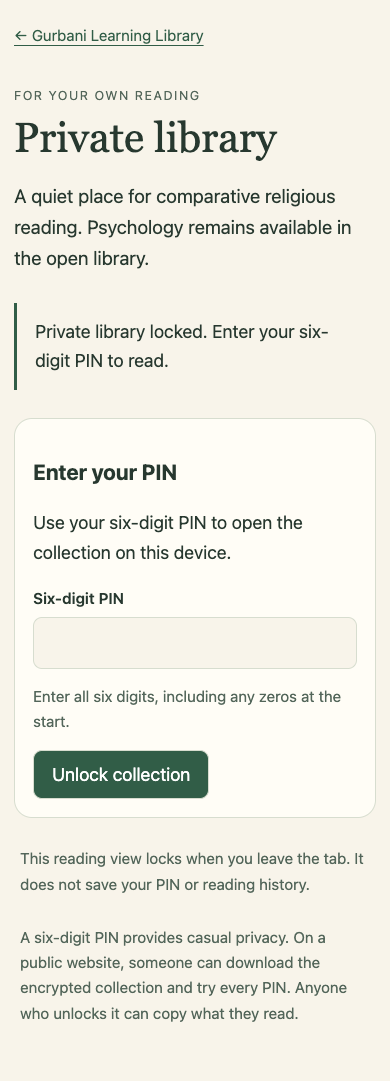 ← Gurbani Learning Library
FOR YOUR OWN READING
Private library
A quiet place for comparative religious
reading. Psychology remains available in
the open library.
Private library locked. Enter your six-
digit PIN to read.
Enter your PIN
Use your six-digit PIN to open the
collection on this device.
Six-digit PIN
Enter all six digits, including any zeros at the
start.
Unlock collection
This reading view locks when you leave the tab. It
does not save your PIN or reading history.
A six-digit PIN provides casual privacy. On a
public website, someone can download the
encrypted collection and try every PIN. Anyone
who unlocks it can copy what they read.